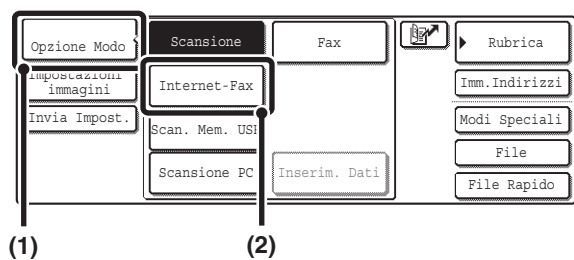 Opzione Modo
Scansione
Fax
Rubrica
Impostazioni
immagini
Internet-Fax
Imm.Indirizzi
Invia Impost.
Scan. Mem. USB
Modi Speciali
File
Scansione PC
Inserim. Dati
File Rapido
(1)
(2)